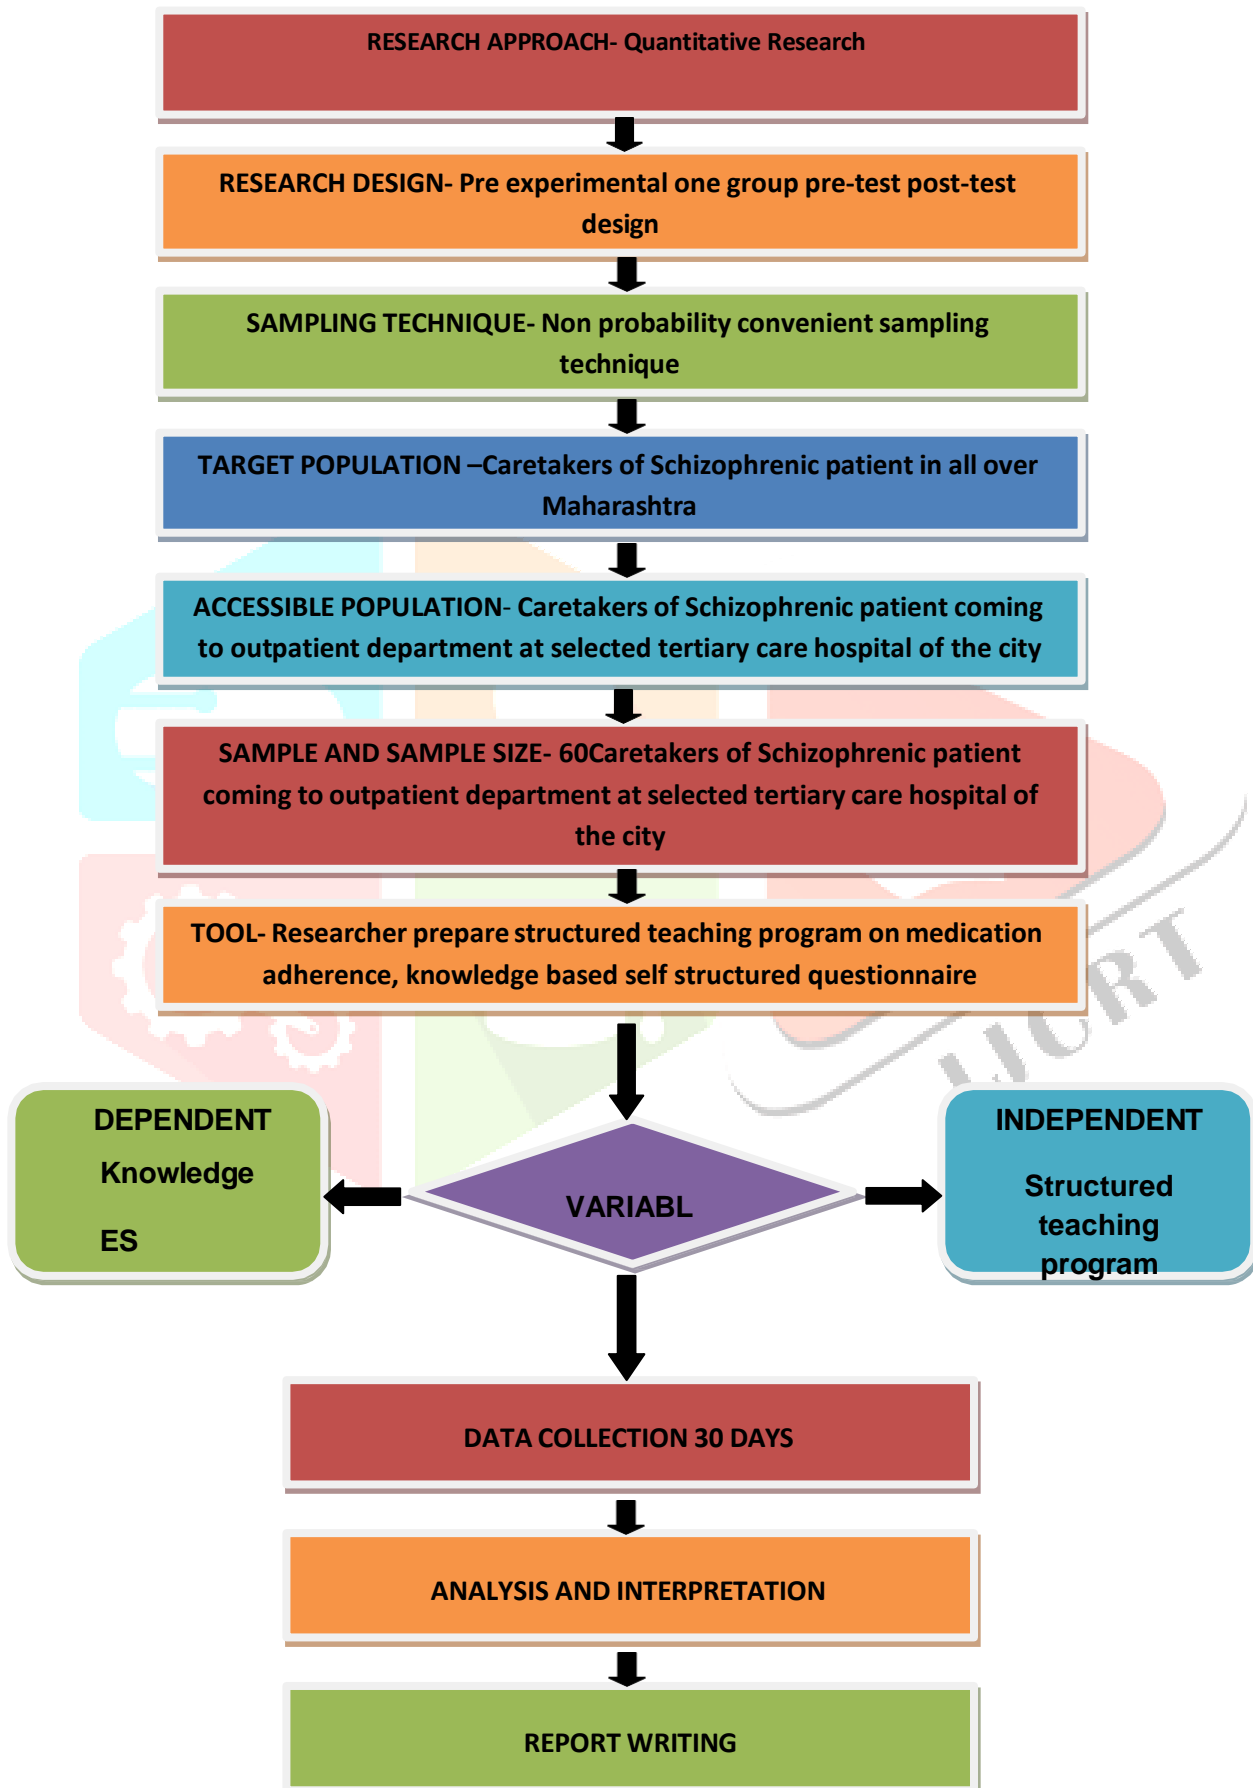 RESEARCH APPROACH- Quantitative Research
RESEARCH DESIGN- Pre experimental one group pre-test post-test
design
SAMPLING TECHNIQUE- Non probability convenient sampling
technique
TARGET POPULATION –Caretakers of Schizophrenic patient in all over
Maharashtra
ACCESSIBLE POPULATION- Caretakers of Schizophrenic patient coming
to outpatient department at selected tertiary care hospital of the city
SAMPLE AND SAMPLE SIZE- 60Caretakers of Schizophrenic patient
coming to outpatient department at selected tertiary care hospital of
the city
TOOL- Researcher prepare structured teaching program on medication
adherence, knowledge based self structured questionnaire
IJCRT
DEPENDENT
Knowledge
ES
VARIABL
INDEPENDENT
Structured
teaching
program
DATA COLLECTION 30 DAYS
ANALYSIS AND INTERPRETATION
REPORT WRITING